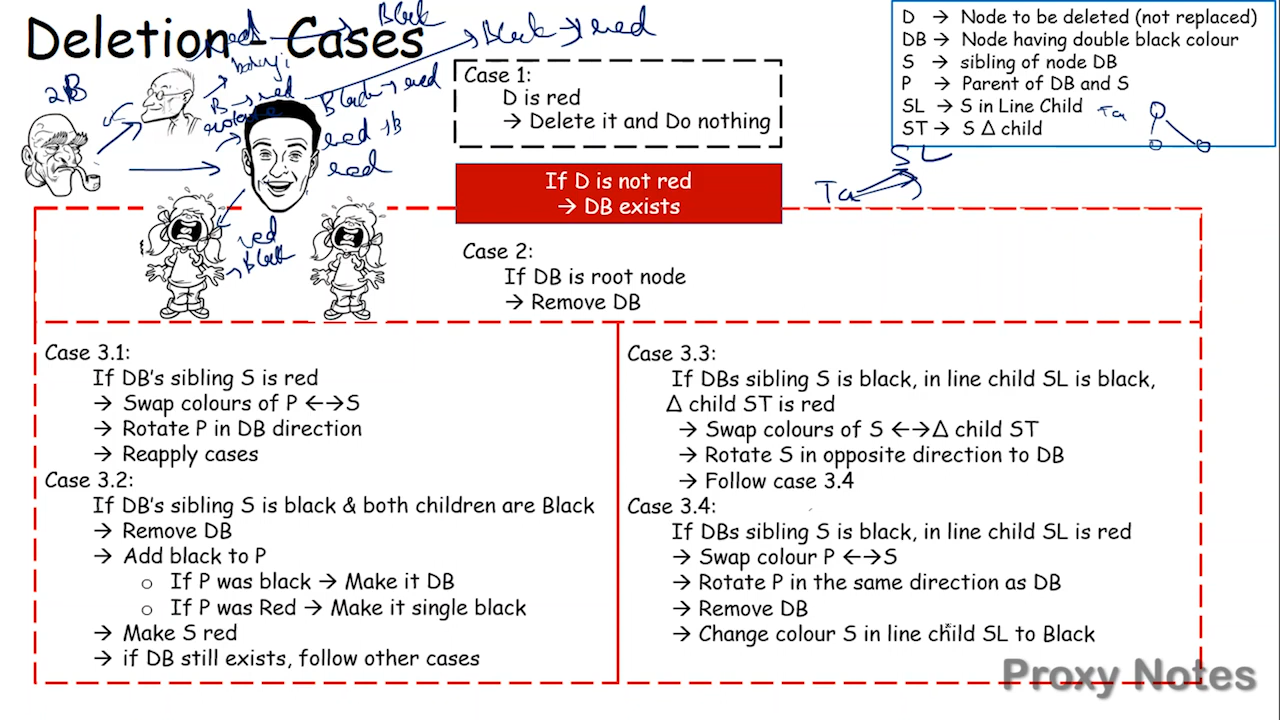 Deletion - Cases
D → Node to be deleted (not replaced)
DB → Node having double black colour
S → sibling of node DB
P → Parent of DB and S
SL → S in Line Child
ST → S Δ child
Black
Black → red
2B
B → red
Black → red
red
red
Black
SL
Case 1:
D is red
→ Delete it and Do nothing
If D is not red
→ DB exists
Case 2:
If DB is root node
→ Remove DB
Case 3.1:
If DB's sibling S is red
→ Swap colours of P ←→S
→ Rotate P in DB direction
→ Reapply cases
Case 3.2:
If DB's sibling S is black & both children are Black
→ Remove DB
→ Add black to P
o If P was black → Make it DB
o If P was Red → Make it single black
→ Make S red
→ if DB still exists, follow other cases
Case 3.3:
If DBs sibling S is black, in line child SL is black,
Δ child ST is red
→ Swap colours of S ←→Δ child ST
→ Rotate S in opposite direction to DB
→ Follow case 3.4
Case 3.4:
If DBs sibling S is black, in line child SL is red
→ Swap colour P ←→S
→ Rotate P in the same direction as DB
→ Remove DB
→ Change colour S in line child SL to Black
Proxy Notes